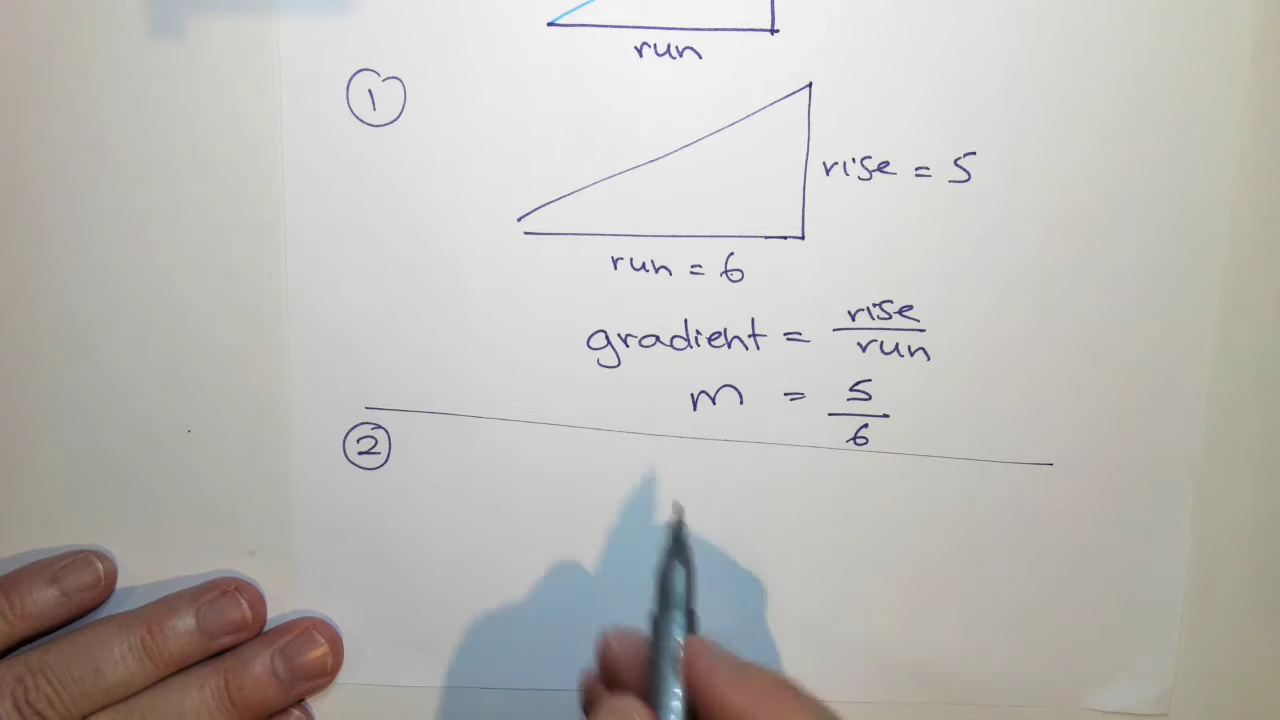 run
1
rise = 5
run = 6
gradient = rise/run
m = 5/6
2